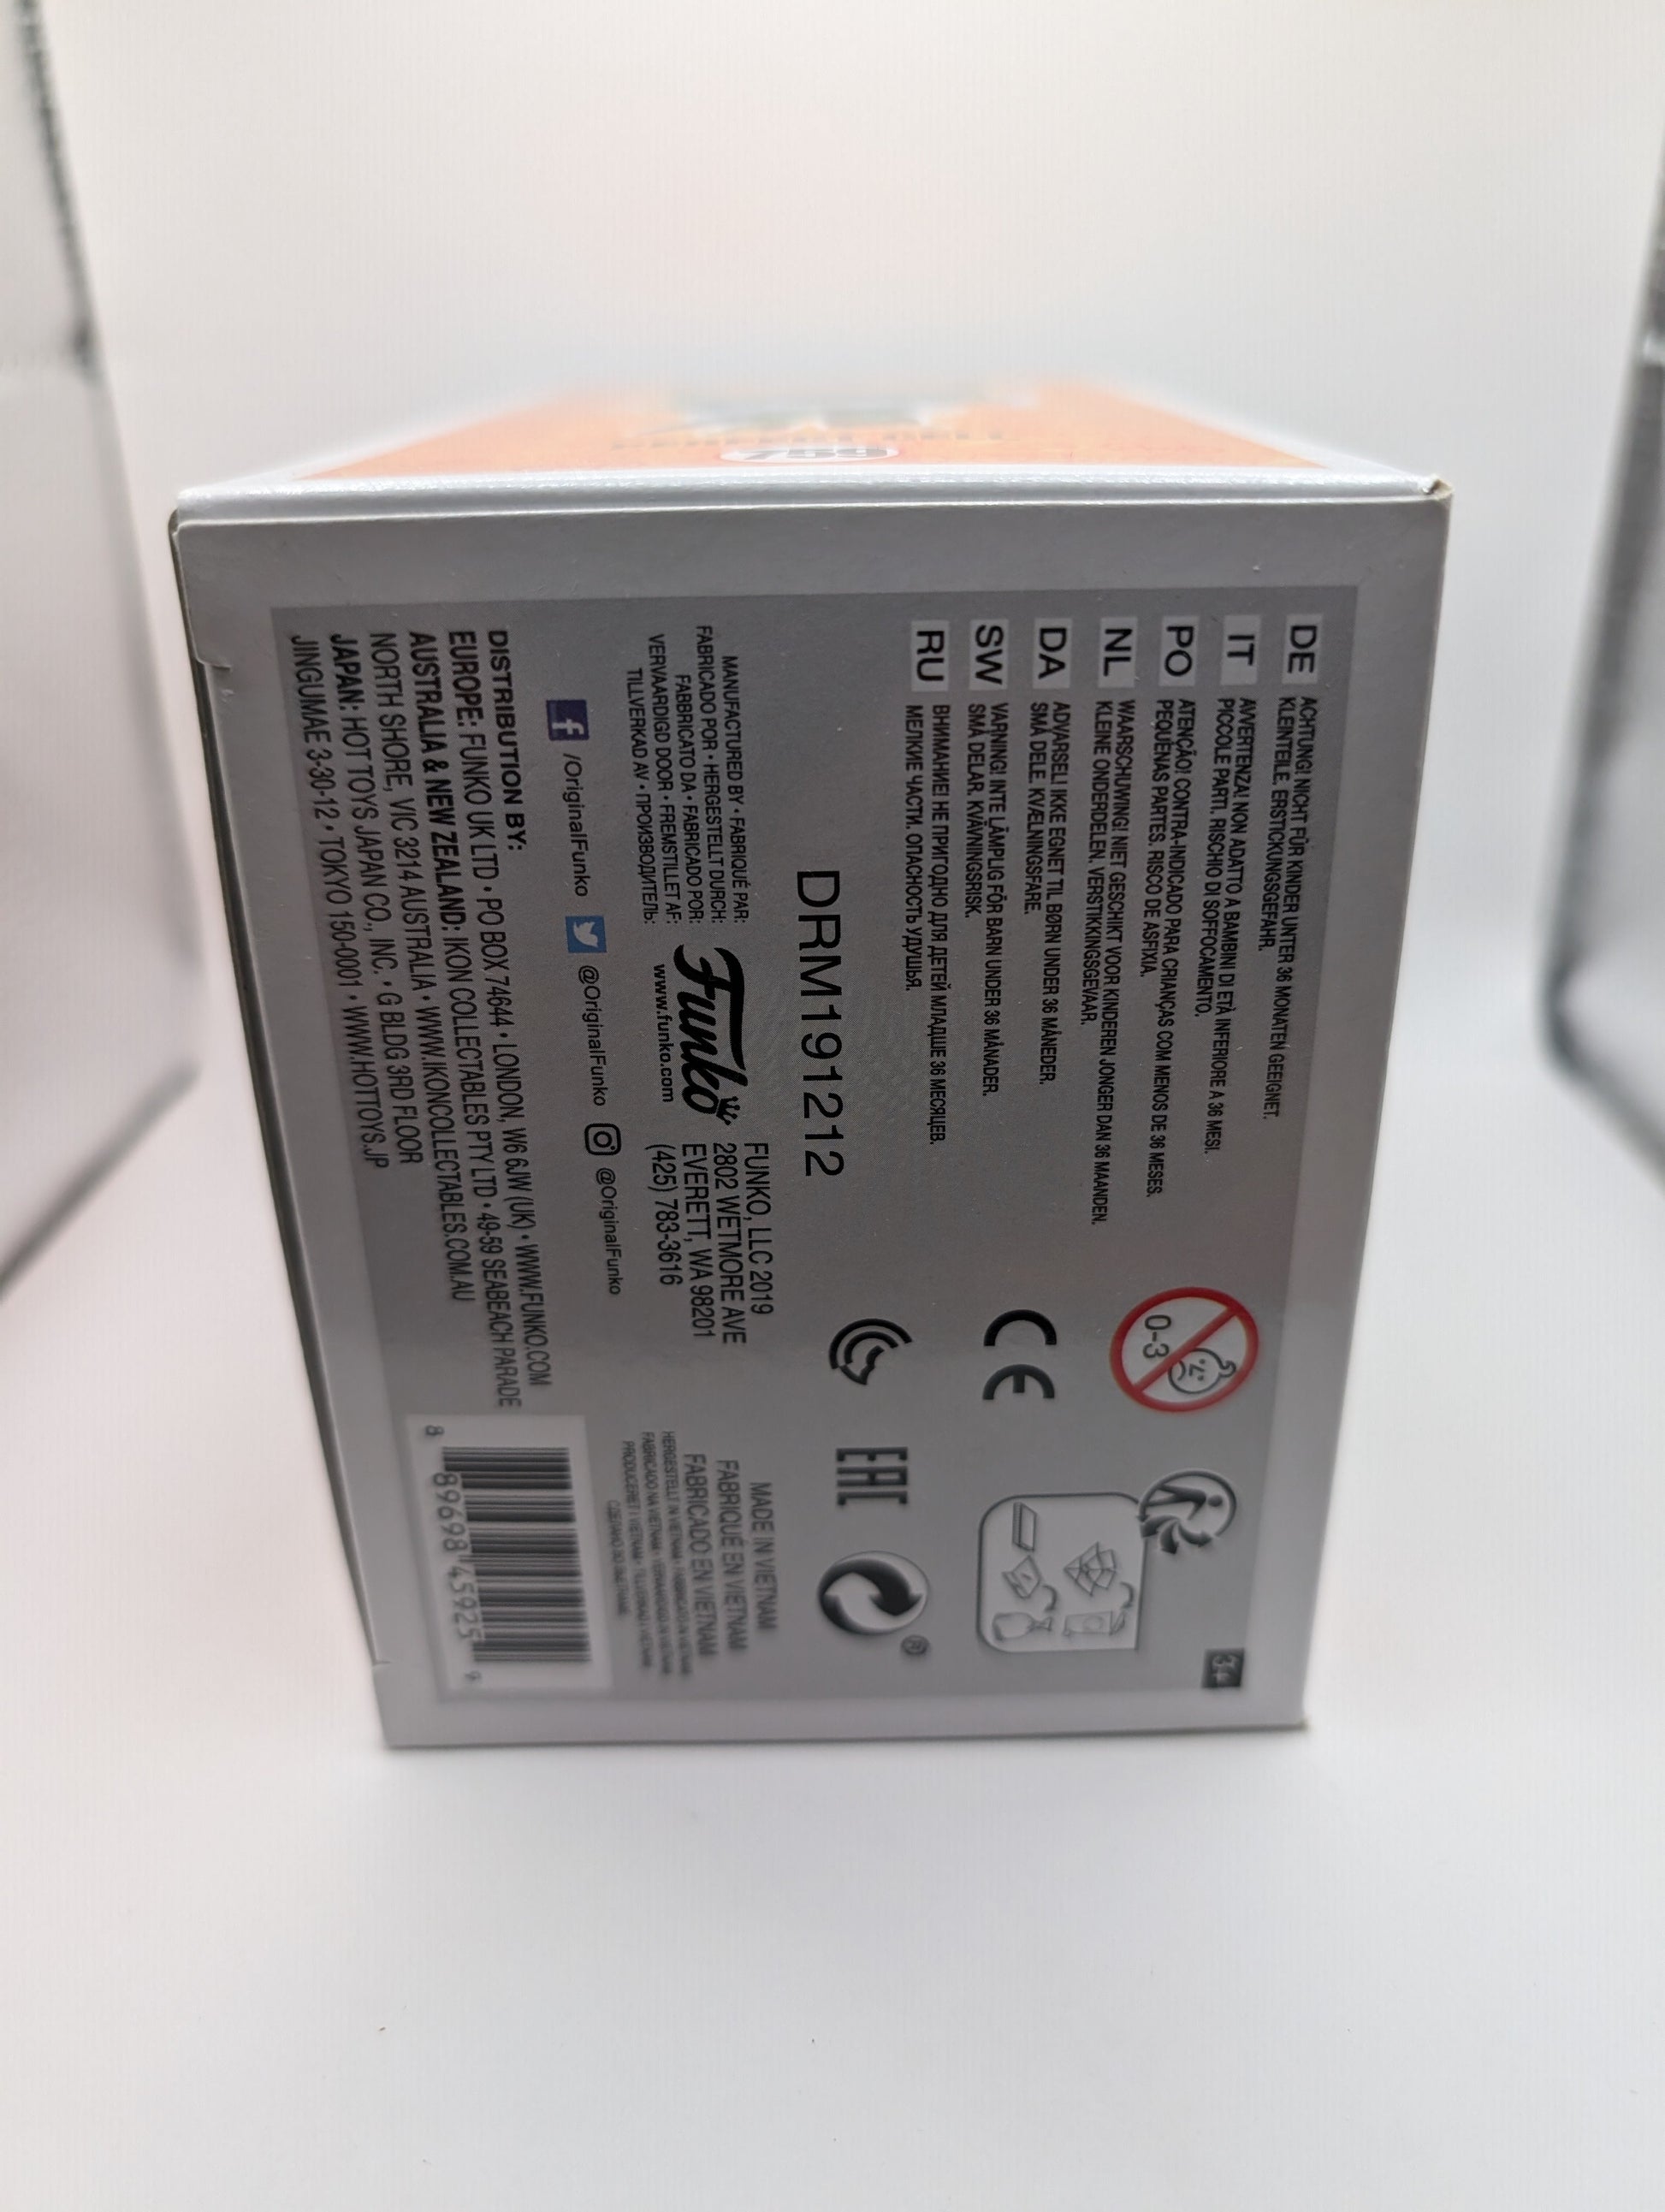 DE
ACHTUNG! NICHT FÜR KINDER UNTER 36 MONATEN GEEIGNET.
KLEINTEILE. ERSTICKUNGSGEFAHR.
IT
AVVERTENZA! NON ADATTO A BAMBINI DI ETÀ INFERIORE A 36 MESI.
PICCOLE PARTI. RISCHIO DI SOFFOCAMENTO.
PO
ATENÇÃO! CONTRA-INDICADO PARA CRIANÇAS COM MENOS DE 36 MESES.
PEQUENAS PARTES. RISCO DE ASFIXIA.
NL
WAARSCHUWING! NIET GESCHIKT VOOR KINDEREN JONGER DAN 36 MAANDEN.
KLEINE ONDERDELEN. VERSTIKKINGSGEVAAR.
DA
ADVARSEL! IKKE EGNET TIL BØRN UNDER 36 MÅNEDER.
SMÅ DELE. KVÆLNINGSFARE.
SW
VARNING! INTE LÄMPLIG FÖR BARN UNDER 36 MÅNADER.
SMÅ DELAR. KVÄVNINGSRISK.
RU
ВНИМАНИЕ! НЕ ПРИГОДНО ДЛЯ ДЕТЕЙ МЛАДШЕ 36 МЕСЯЦЕВ.
МЕЛКИЕ ЧАСТИ. ОПАСНОСТЬ УДУШЬЯ.
0-3
3+
CE
EAC
®
DRM191212
MANUFACTURED BY • FABRIQUÉ PAR:
FABRICADO POR • HERGESTELLT DURCH:
FABBRICATO DA • FABRICADO POR:
VERVAARDIGD DOOR • FREMSTILLET AF:
TILLVERKAD AV • ПРОИЗВОДИТЕЛЬ:
Funko
www.funko.com
FUNKO, LLC 2019
2802 WETMORE AVE
EVERETT, WA 98201
(425) 783-3616
MADE IN VIETNAM
FABRIQUÉ EN VIETNAM
FABRICADO EN VIETNAM
/OriginalFunko
@OriginalFunko
@OriginalFunko
DISTRIBUTION BY:
EUROPE: FUNKO UK LTD • PO BOX 74644 • LONDON, W6 6JW (UK) • WWW.FUNKO.COM
AUSTRALIA & NEW ZEALAND: IKON COLLECTABLES PTY LTD • 49-59 SEABEACH PARADE
NORTH SHORE, VIC 3214 AUSTRALIA • WWW.IKONCOLLECTABLES.COM.AU
JAPAN: HOT TOYS JAPAN CO., INC. • G BLDG 3RD FLOOR
JINGUMAE 3-30-12 • TOKYO 150-0001 • WWW.HOTTOYS.JP
8 89698 45925 9